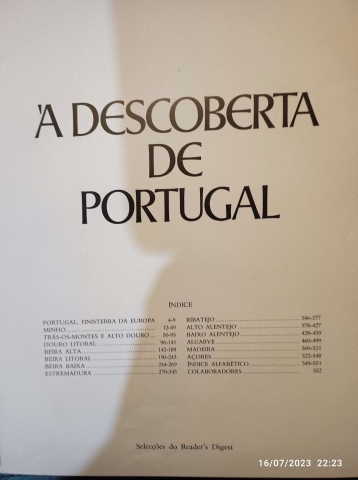 'A DESCOBERTA
DE
PORTUGAL
ÍNDICE
PORTUGAL, FINISTERRA DA EUROPA 4-9
MINHO 12-49
TRÁS-OS-MONTES E ALTO DOURO 50-95
DOURO LITORAL 96-141
BEIRA ALTA 142-189
BEIRA LITORAL 190-243
BEIRA BAIXA 244-269
ESTREMADURA 270-345
RIBATEJO 346-377
ALTO ALENTEJO 378-427
BAIXO ALENTEJO 428-459
ALGARVE 460-499
MADEIRA 500-521
AÇORES 522-548
ÍNDICE ALFABÉTICO 549-551
COLABORADORES 552
Selecções do Reader's Digest
16/07/2023 22:23